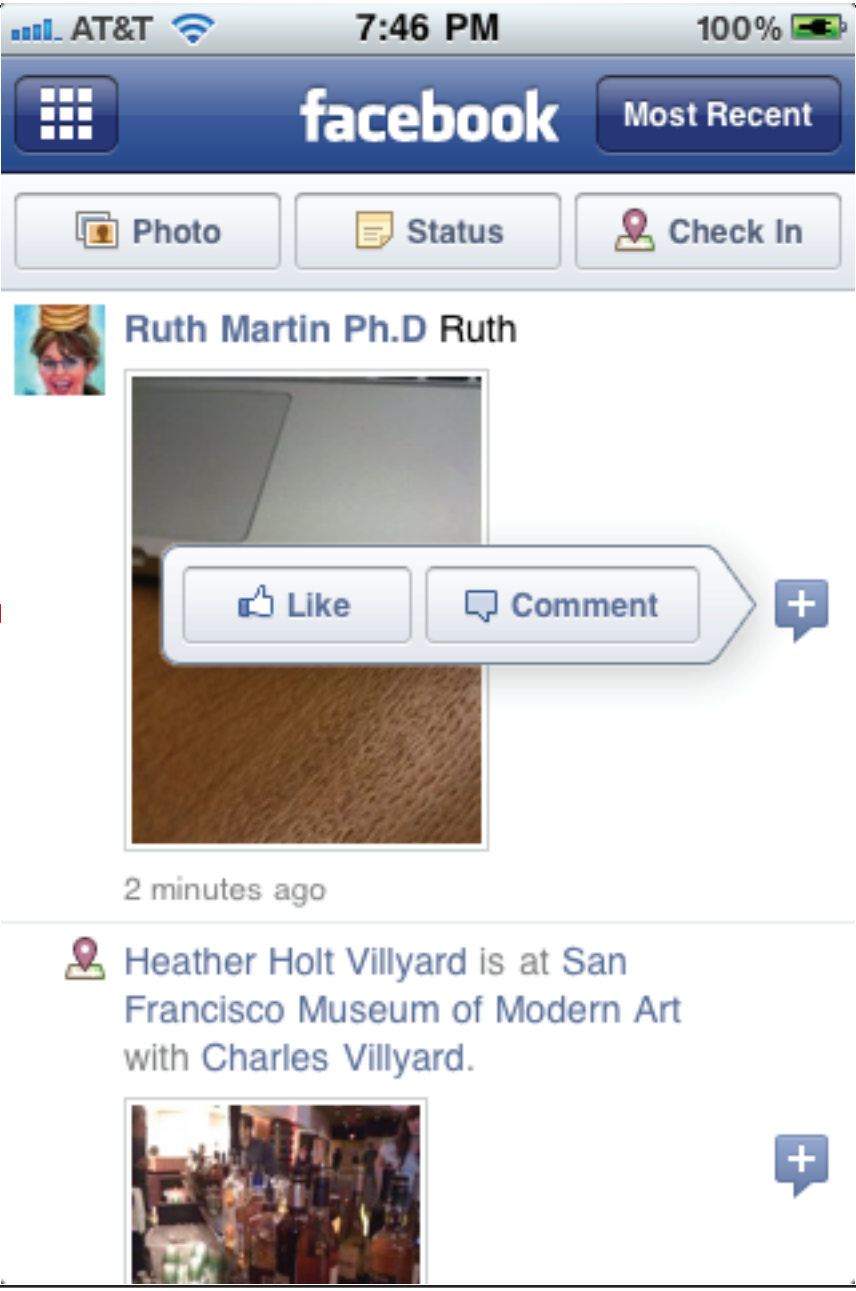 AT&T 7:46 PM 100%
facebook Most Recent
Photo Status Check In
Ruth Martin Ph.D Ruth
Like Comment
2 minutes ago
Heather Holt Villyard is at San
Francisco Museum of Modern Art
with Charles Villyard.